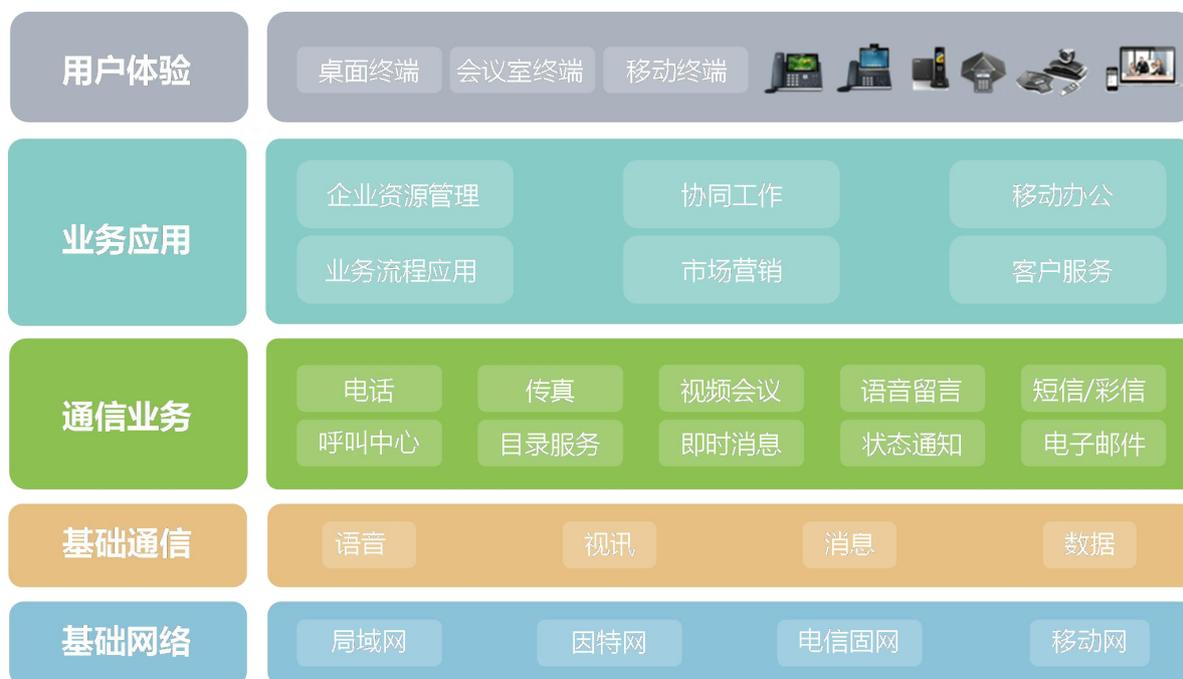 用户体验
桌面终端 会议室终端 移动终端
业务应用
企业资源管理 协同工作 移动办公
业务流程应用 市场营销 客户服务
通信业务
电话 传真 视频会议 语音留言 短信/彩信
呼叫中心 目录服务 即时消息 状态通知 电子邮件
基础通信
语音 视讯 消息 数据
基础网络
局域网 因特网 电信固网 移动网